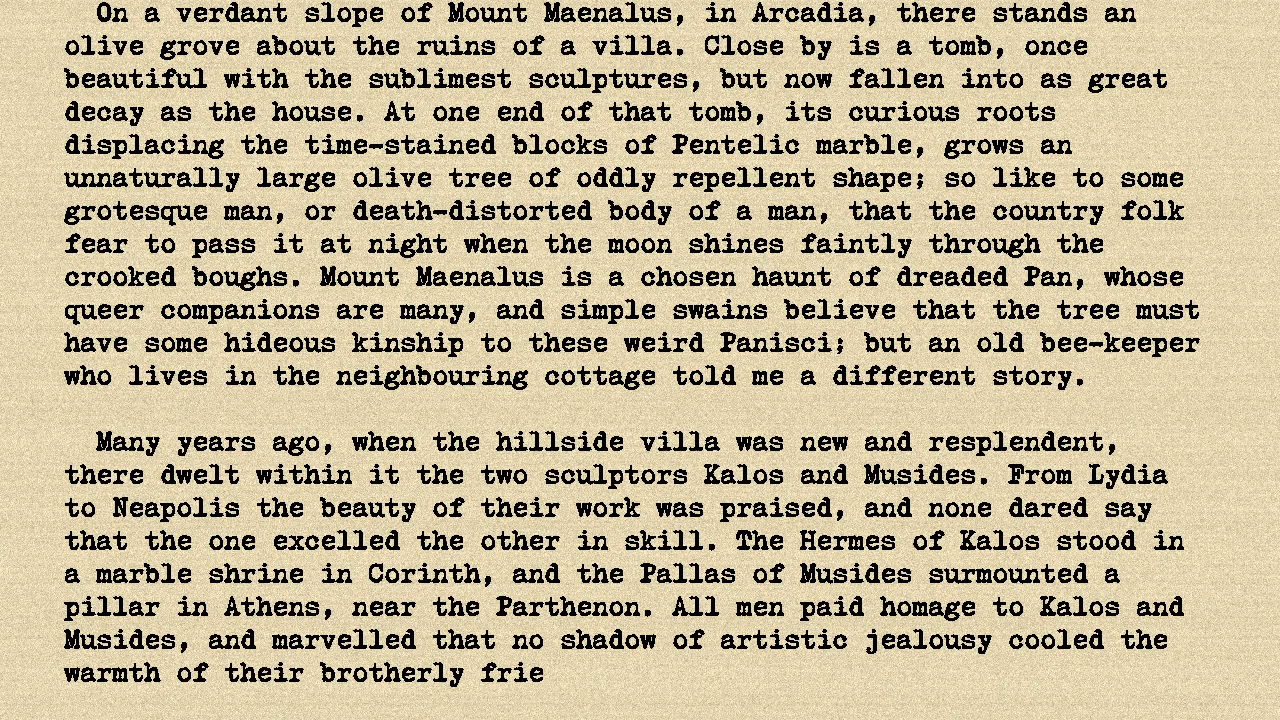 On a verdant slope of Mount Maenalus, in Arcadia, there stands an
olive grove about the ruins of a villa. Close by is a tomb, once
beautiful with the sublimest sculptures, but now fallen into as great
decay as the house. At one end of that tomb, its curious roots
displacing the time-stained blocks of Pentelic marble, grows an
unnaturally large olive tree of oddly repellent shape; so like to some
grotesque man, or death-distorted body of a man, that the country folk
fear to pass it at night when the moon shines faintly through the
crooked boughs. Mount Maenalus is a chosen haunt of dreaded Pan, whose
queer companions are many, and simple swains believe that the tree must
have some hideous kinship to these weird Panisci; but an old bee-keeper
who lives in the neighbouring cottage told me a different story.

Many years ago, when the hillside villa was new and resplendent,
there dwelt within it the two sculptors Kalos and Musides. From Lydia
to Neapolis the beauty of their work was praised, and none dared say
that the one excelled the other in skill. The Hermes of Kalos stood in
a marble shrine in Corinth, and the Pallas of Musides surmounted a
pillar in Athens, near the Parthenon. All men paid homage to Kalos and
Musides, and marvelled that no shadow of artistic jealousy cooled the
warmth of their brotherly frie